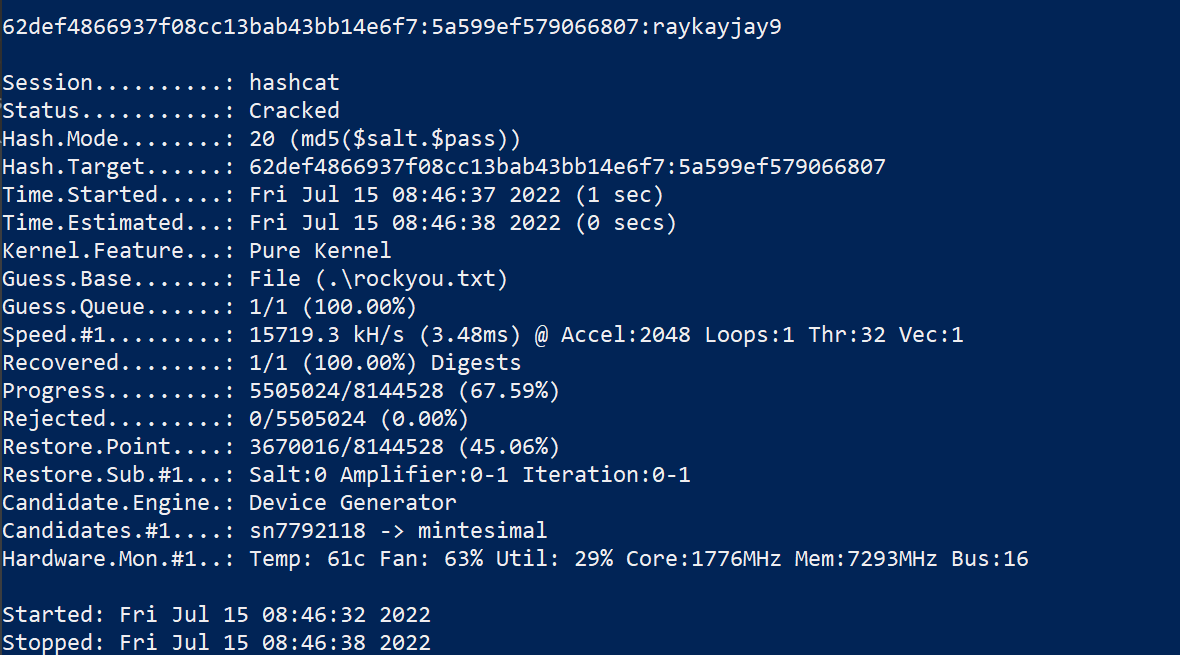 62def4866937f08cc13bab43bb14e6f7:5a599ef579066807:raykayjay9
Session..........: hashcat
Status...........: Cracked
Hash.Mode........: 20 (md5($salt.$pass))
Hash.Target......: 62def4866937f08cc13bab43bb14e6f7:5a599ef579066807
Time.Started.....: Fri Jul 15 08:46:37 2022 (1 sec)
Time.Estimated...: Fri Jul 15 08:46:38 2022 (0 secs)
Kernel.Feature...: Pure Kernel
Guess.Base.......: File (.\rockyou.txt)
Guess.Queue......: 1/1 (100.00%)
Speed.#1.........: 15719.3 kH/s (3.48ms) @ Accel:2048 Loops:1 Thr:32 Vec:1
Recovered........: 1/1 (100.00%) Digests
Progress.........: 5505024/8144528 (67.59%)
Rejected.........: 0/5505024 (0.00%)
Restore.Point....: 3670016/8144528 (45.06%)
Restore.Sub.#1...: Salt:0 Amplifier:0-1 Iteration:0-1
Candidate.Engine.: Device Generator
Candidates.#1....: sn7792118 -> mintesimal
Hardware.Mon.#1..: Temp: 61c Fan: 63% Util: 29% Core:1776MHz Mem:7293MHz Bus:16
Started: Fri Jul 15 08:46:32 2022
Stopped: Fri Jul 15 08:46:38 2022